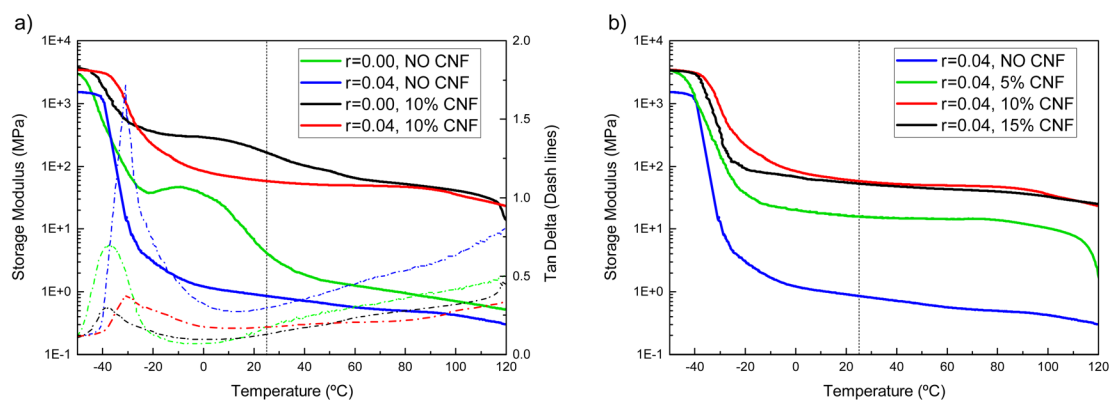 a)
1E+4
1E+3
1E+2
1E+1
1E+0
1E-1
Storage Modulus (MPa)
-40 -20 0 20 40 60 80 100 120
Temperature (ºC)
2.0
1.5
1.0
0.5
0.0
Tan Delta (Dash lines)
r=0.00, NO CNF
r=0.04, NO CNF
r=0.00, 10% CNF
r=0.04, 10% CNF
b)
1E+4
1E+3
1E+2
1E+1
1E+0
1E-1
Storage Modulus (MPa)
-40 -20 0 20 40 60 80 100 120
Temperature (ºC)
r=0.04, NO CNF
r=0.04, 5% CNF
r=0.04, 10% CNF
r=0.04, 15% CNF